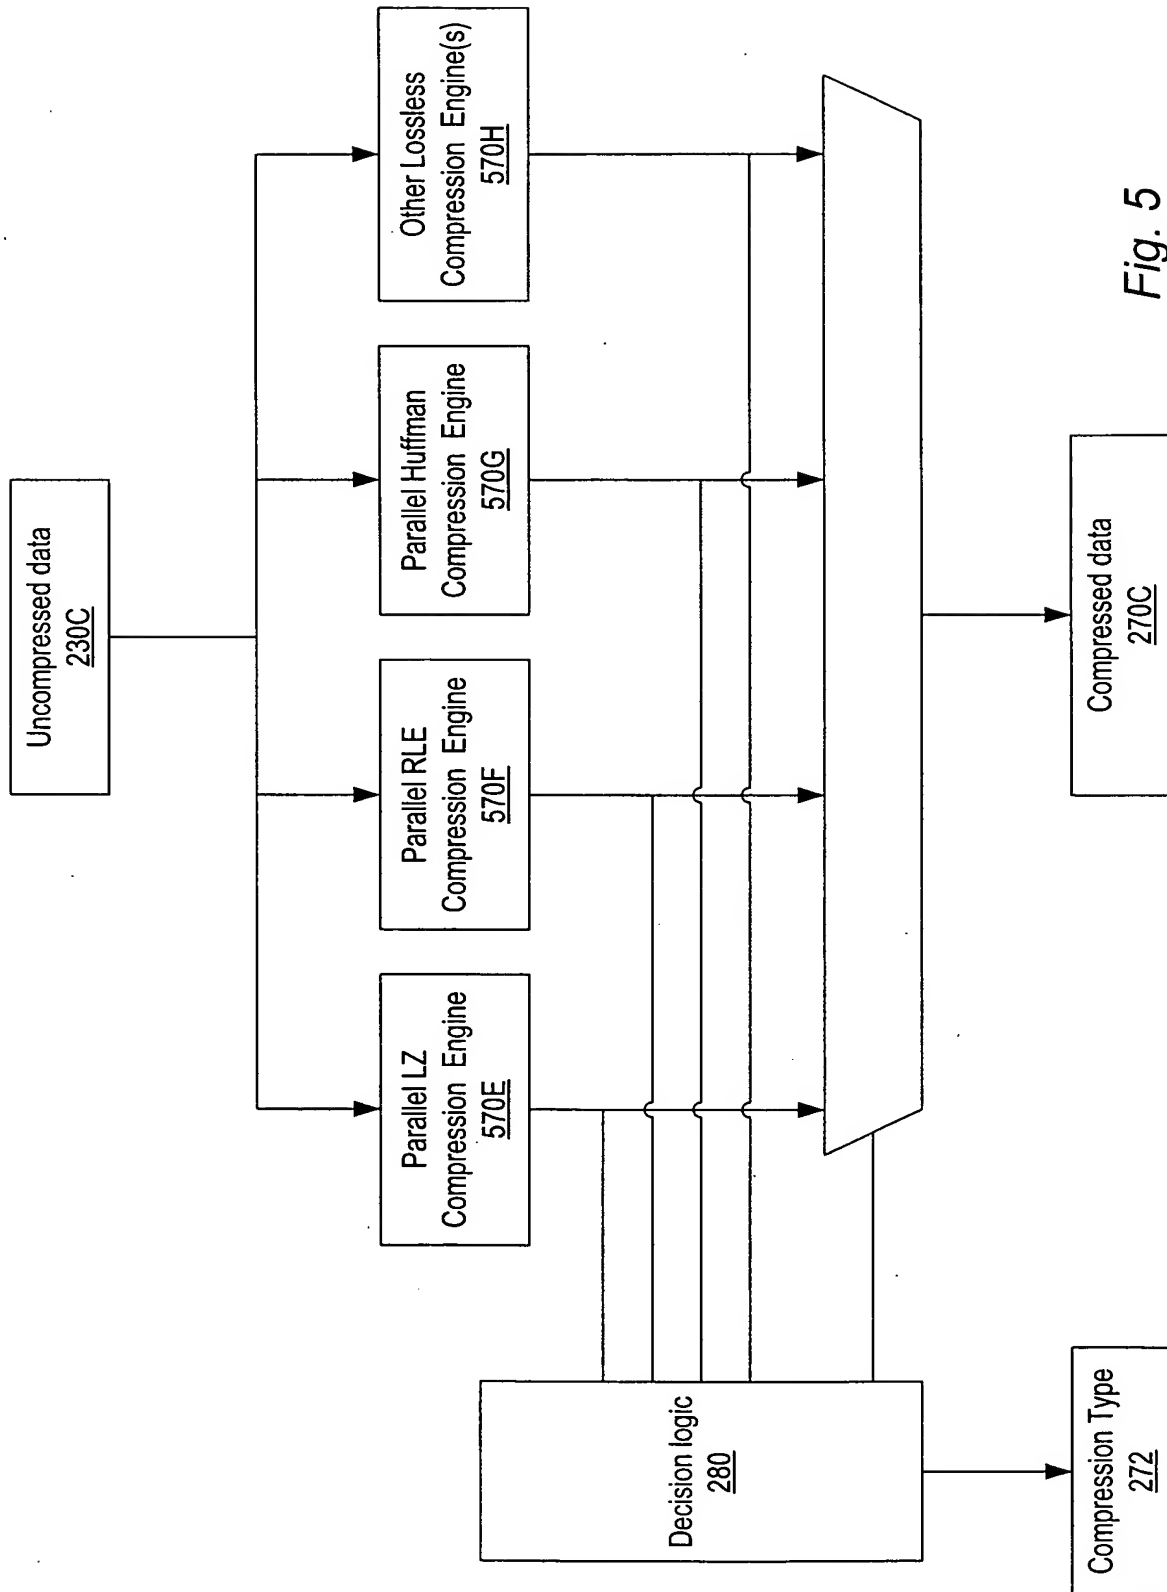 Uncompressed data
230C
Parallel LZ
Compression Engine
570E
Parallel RLE
Compression Engine
570F
Parallel Huffman
Compression Engine
570G
Other Lossless
Compression Engine(s)
570H
Decision logic
280
Compression Type
272
Compressed data
270C
Fig. 5